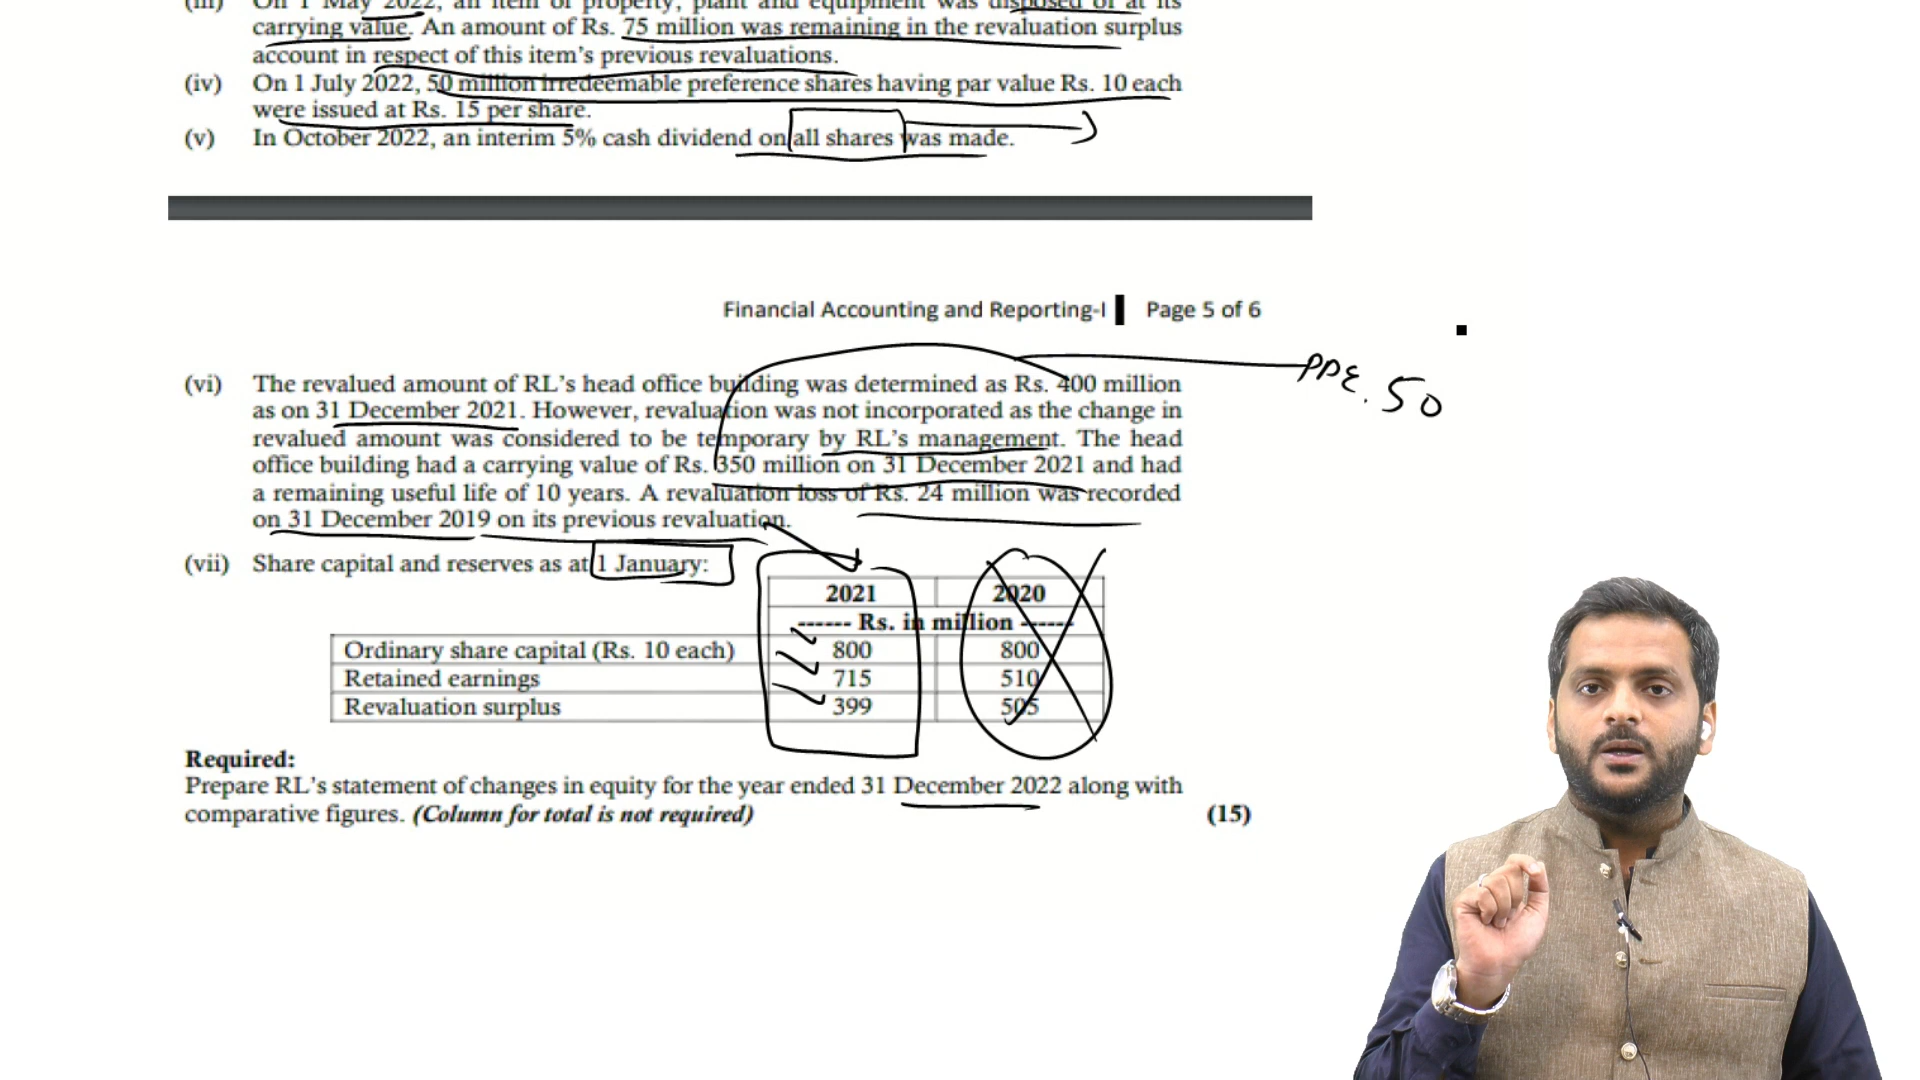 (iii) On 1 May 2022, an item of property, plant and equipment was disposed of at its
carrying value. An amount of Rs. 75 million was remaining in the revaluation surplus
account in respect of this item's previous revaluations.
(iv) On 1 July 2022, 50 million irredeemable preference shares having par value Rs. 10 each
were issued at Rs. 15 per share.
(v) In October 2022, an interim 5% cash dividend on all shares was made.
Financial Accounting and Reporting-I Page 5 of 6
(vi) The revalued amount of RL's head office building was determined as Rs. 400 million
as on 31 December 2021. However, revaluation was not incorporated as the change in
revalued amount was considered to be temporary by RL's management. The head
office building had a carrying value of Rs. 350 million on 31 December 2021 and had
a remaining useful life of 10 years. A revaluation loss of Rs. 24 million was recorded
on 31 December 2019 on its previous revaluation.
PPE. 50
(vii) Share capital and reserves as at 1 January:
2021 2020
------ Rs. in million ------
Ordinary share capital (Rs. 10 each) 800 800
Retained earnings 715 510
Revaluation surplus 399 505
Required:
Prepare RL's statement of changes in equity for the year ended 31 December 2022 along with
comparative figures. (Column for total is not required) (15)